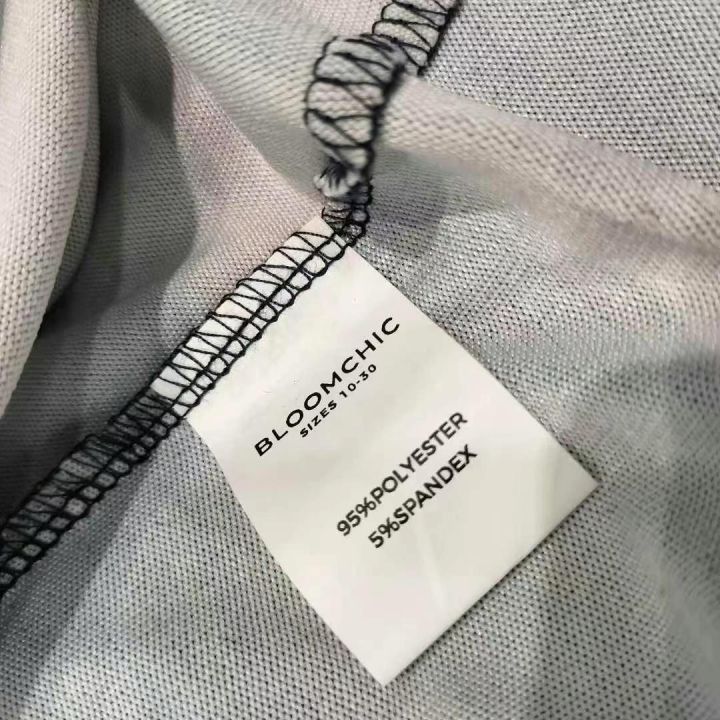 BLOOMCHIC
SIZES 10-30
95%POLYESTER
5%SPANDEX